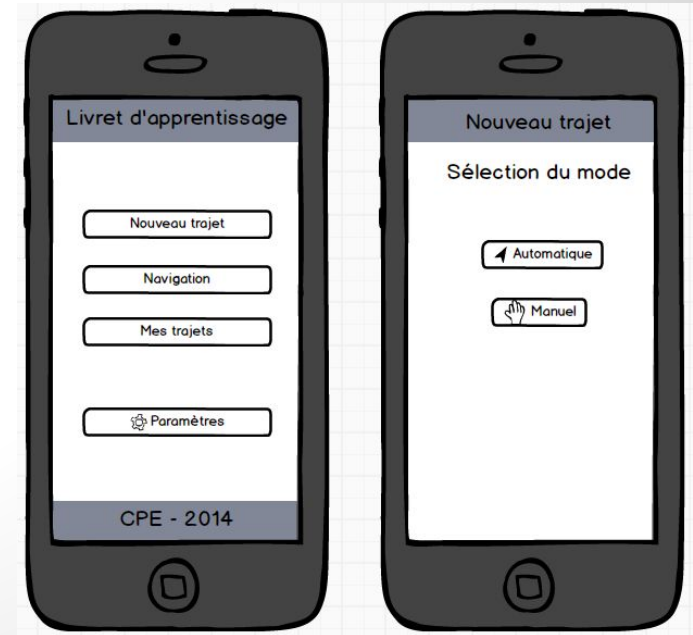 Livret d'apprentissage
Nouveau trajet
Navigation
Mes trajets
Paramètres
CPE - 2014
Nouveau trajet
Sélection du mode
Automatique
Manuel